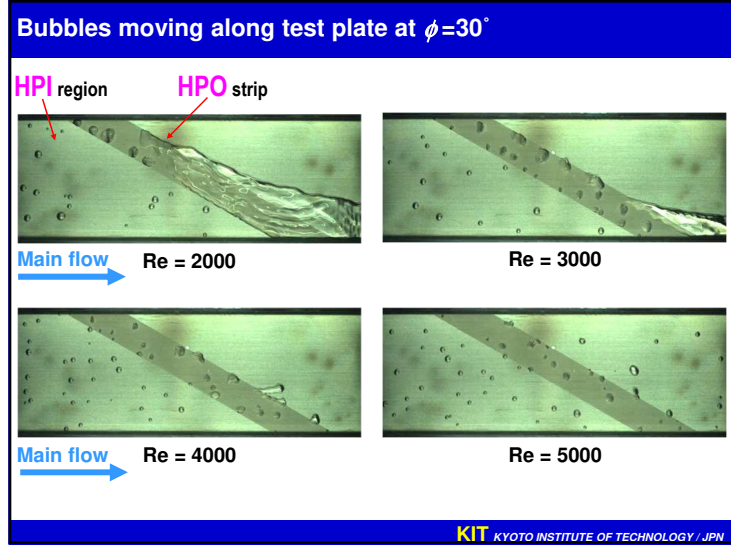 Bubbles moving along test plate at ϕ=30°
HPI region HPO strip
Main flow Re = 2000 Re = 3000
Main flow Re = 4000 Re = 5000
KIT KYOTO INSTITUTE OF TECHNOLOGY / JPN